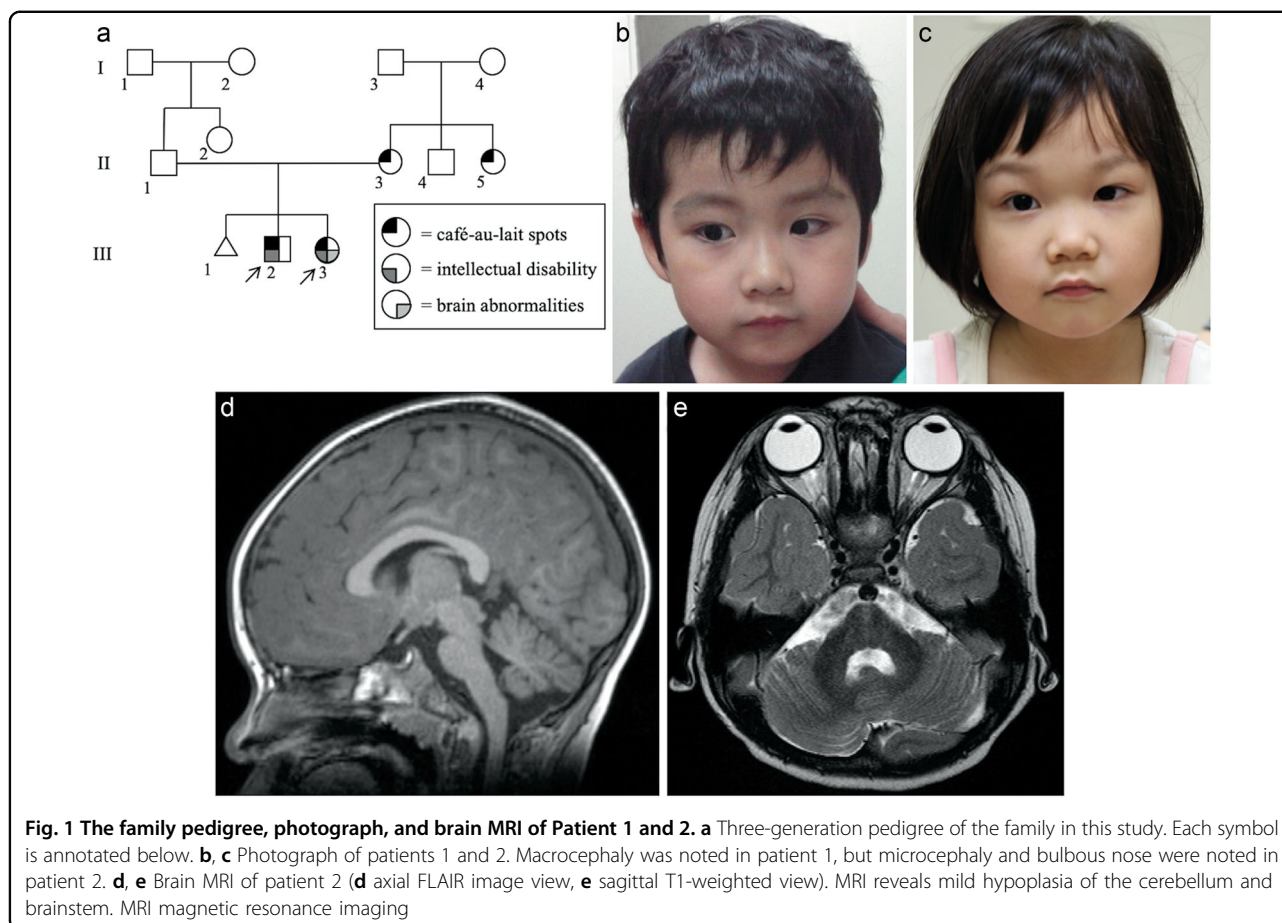 a
b
c
I
1
2
3
4
2
II
1
3
4
5
= café-au-lait spots
= intellectual disability
= brain abnormalities
III
1
2
3
d
e
Fig. 1 The family pedigree, photograph, and brain MRI of Patient 1 and 2. a Three-generation pedigree of the family in this study. Each symbol
is annotated below. b, c Photograph of patients 1 and 2. Macrocephaly was noted in patient 1, but microcephaly and bulbous nose were noted in
patient 2. d, e Brain MRI of patient 2 (d axial FLAIR image view, e sagittal T1-weighted view). MRI reveals mild hypoplasia of the cerebellum and
brainstem. MRI magnetic resonance imaging